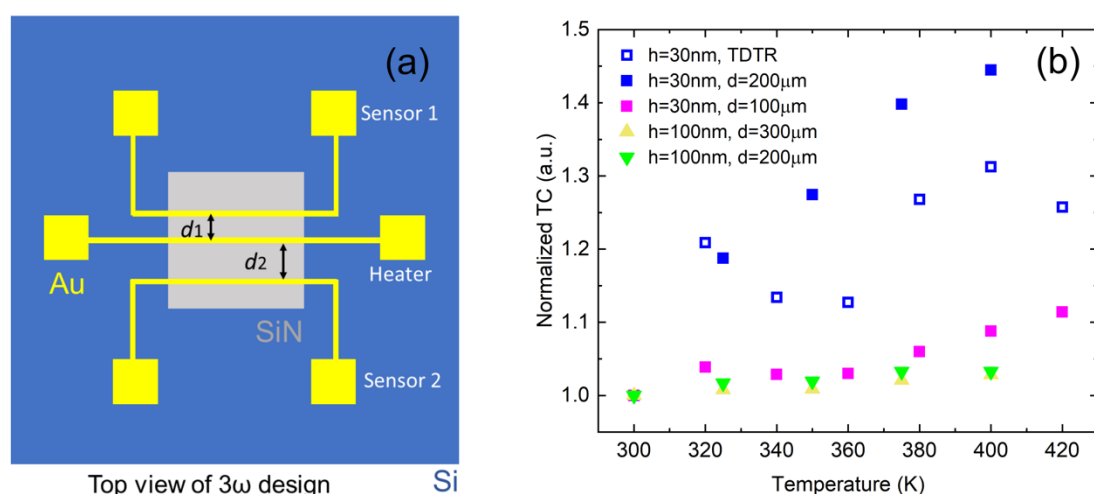 (a)
Sensor 1
d1
d2
Au
Heater
SiN
Sensor 2
Top view of 3ω design
Si
(b)
h=30nm, TDTR
h=30nm, d=200μm
h=30nm, d=100μm
h=100nm, d=300μm
h=100nm, d=200μm
Normalized TC (a.u.)
1.5
1.4
1.3
1.2
1.1
1.0
300 320 340 360 380 400 420
Temperature (K)